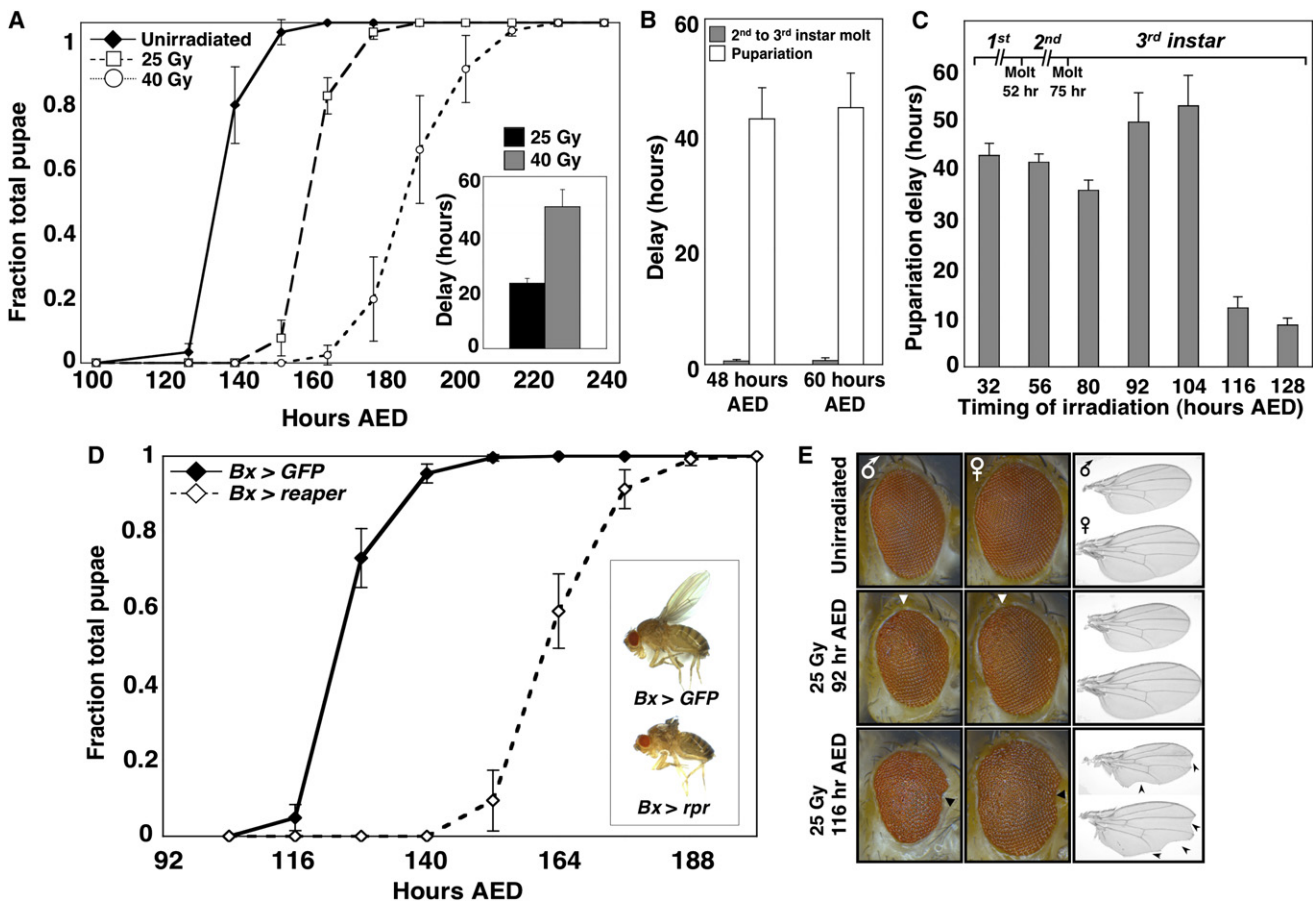 A
Fraction total pupae
1
0.8
0.6
0.4
0.2
0
Unirradiated
25 Gy
40 Gy
25 Gy
40 Gy
Delay (hours)
60
40
20
0
100 120 140 160 180 200 220 240
Hours AED
B
Delay (hours)
60
40
20
0
2nd to 3rd instar molt
Pupariation
48 hours AED
60 hours AED
C
Pupariation delay (hours)
60
50
40
30
20
10
0
1st 2nd 3rd instar
Molt 52 hr
Molt 75 hr
32 56 80 92 104 116 128
Timing of irradiation (hours AED)
D
Fraction total pupae
1
0.8
0.6
0.4
0.2
0
Bx > GFP
Bx > reaper
Bx > GFP
Bx > rpr
92 116 140 164 188
Hours AED
E
♂ ♀ ♂
♀
Unirradiated
25 Gy
92 hr AED
25 Gy
116 hr AED